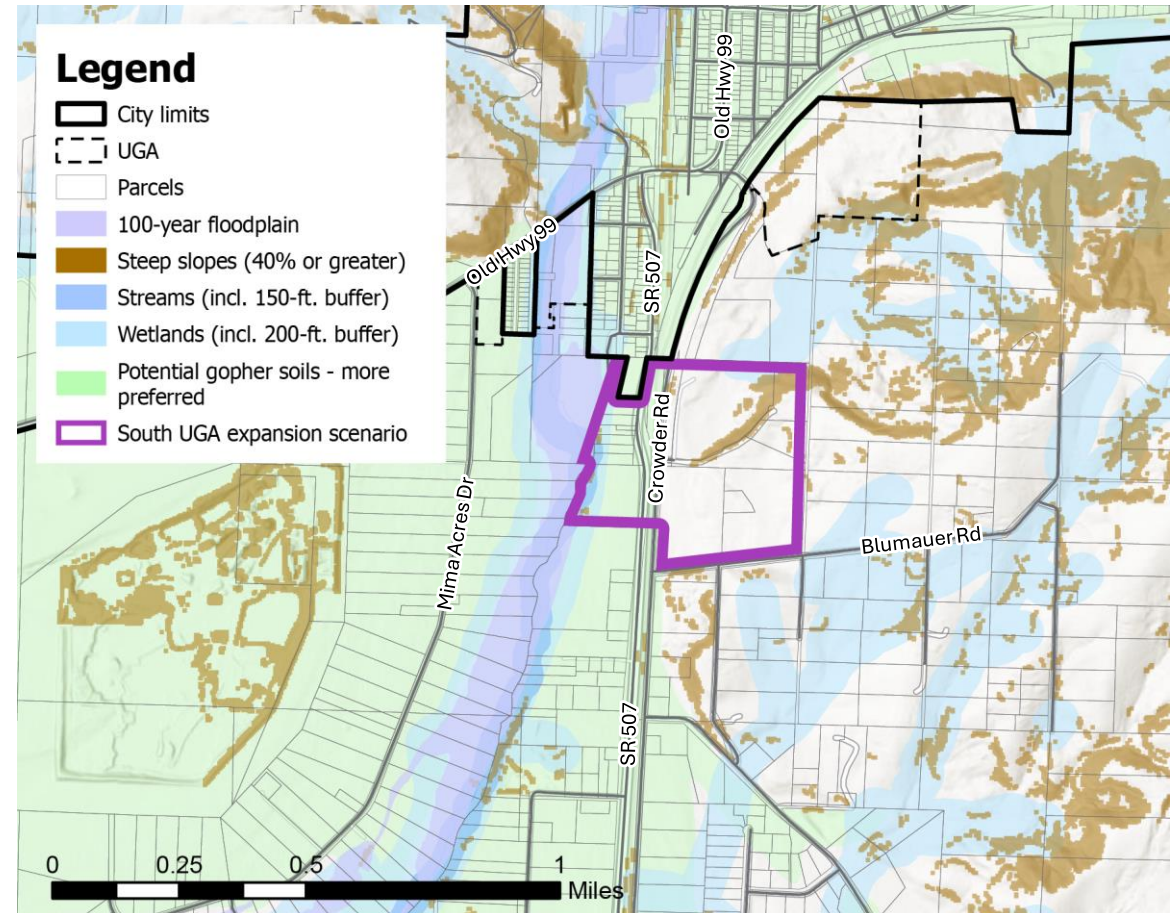 Legend
City limits
UGA
Parcels
100-year floodplain
Steep slopes (40% or greater)
Streams (incl. 150-ft. buffer)
Wetlands (incl. 200-ft. buffer)
Potential gopher soils - more
preferred
South UGA expansion scenario
Old Hwy 99
Old Hwy 99
SR 507
Crowder Rd
Mima Acres Dr
Blumauer Rd
SR 507
0 0.25 0.5 1
Miles